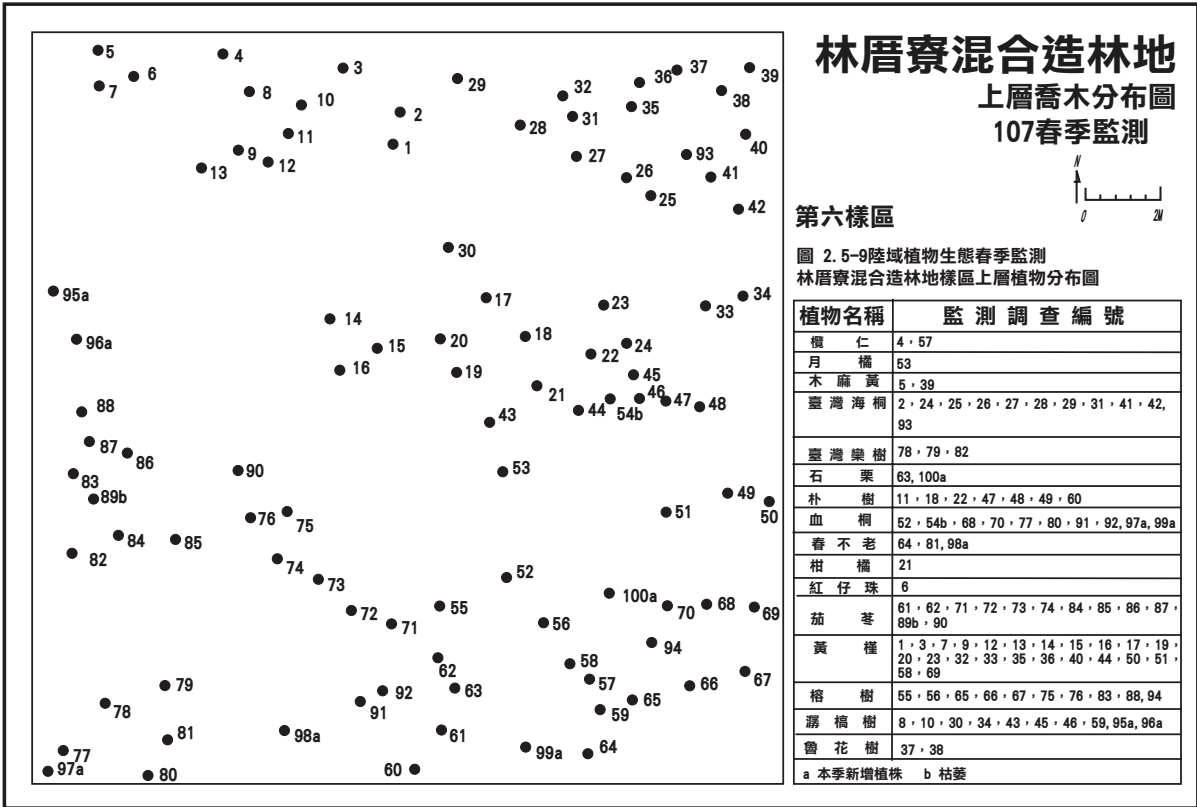 林厝寮混合造林地
上層喬木分布圖
107春季監測
N
0 2M
第六樣區
圖 2.5-9陸域植物生態春季監測
林厝寮混合造林地樣區上層植物分布圖
植物名稱 監測調查編號
欖仁 4，57
月橘 53
木麻黃 5，39
臺灣海桐 2，24，25，26，27，28，29，31，41，42，
93
臺灣欒樹 78，79，82
石栗 63，100a
朴樹 11，18，22，47，48，49，60
血桐 52，54b，68，70，77，80，91，92，97a，99a
春不老 64，81，98a
柑橘 21
紅仔珠 6
茄苳 61，62，71，72，73，74，84，85，86，87，
89b，90
黃槿 1，3，7，9，12，13，14，15，16，17，19，
20，23，32，33，35，36，40，44，50，51，
58，69
榕樹 55，56，65，66，67，75，76，83，88，94
潺槁樹 8，10，30，34，43，45，46，59，95a，96a
魯花樹 37，38
a 本季新增植株 b 枯萎
5
4
3
6
7
8
10
29
2
32
36
37
39
38
35
31
28
11
1
9
12
13
27
93
40
26
41
25
42
30
95a
17
23
34
33
14
96a
20
18
24
15
22
16
19
45
21
46
47
48
88
43
44
54b
87
86
83
90
53
89b
49
50
76
75
51
84
85
82
74
73
52
100a
72
55
70
68
69
71
56
94
62
58
79
92
63
57
66
67
78
91
65
59
81
98a
61
77
99a
64
97a
80
60